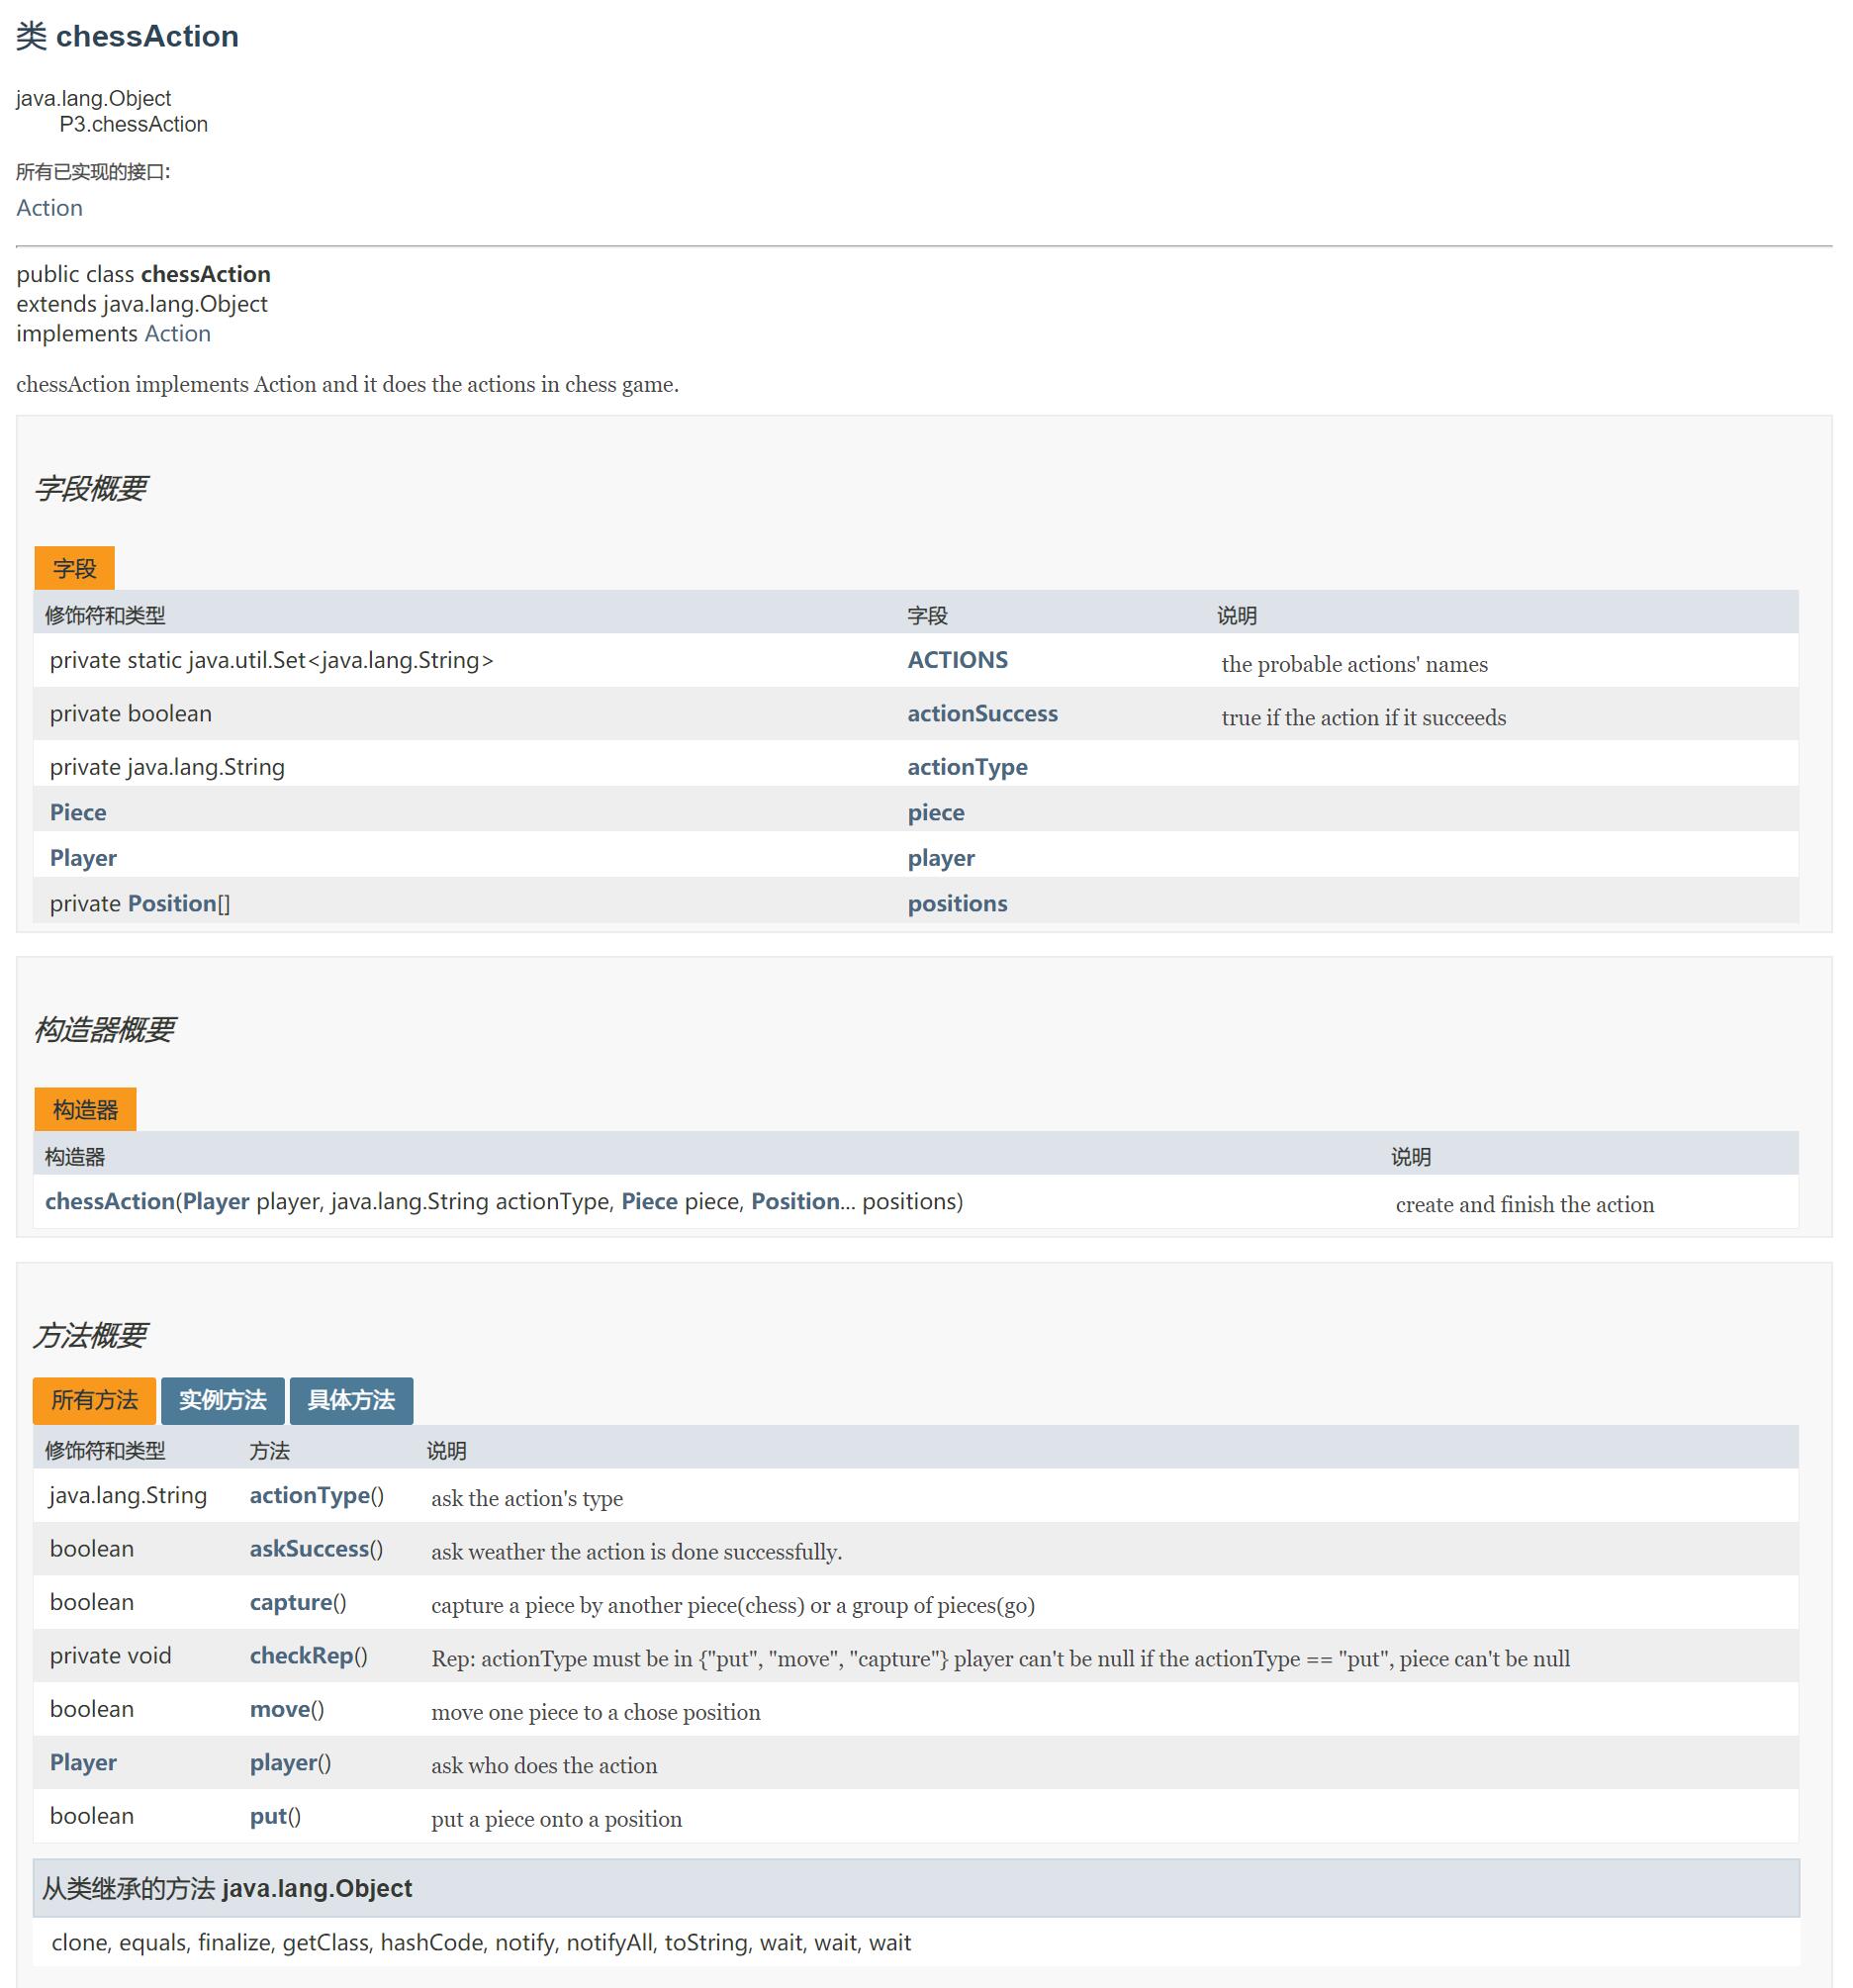 类 chessAction
java.lang.Object
P3.chessAction
所有已实现的接口:
Action
public class chessAction
extends java.lang.Object
implements Action
chessAction implements Action and it does the actions in chess game.
字段概要
字段
修饰符和类型 字段 说明
private static java.util.Set<java.lang.String> ACTIONS the probable actions' names
private boolean actionSuccess true if the action if it succeeds
private java.lang.String actionType
Piece piece
Player player
private Position[] positions
构造器概要
构造器
构造器 说明
chessAction(Player player, java.lang.String actionType, Piece piece, Position... positions) create and finish the action
方法概要
所有方法 实例方法 具体方法
修饰符和类型 方法 说明
java.lang.String actionType() ask the action's type
boolean askSuccess() ask weather the action is done successfully.
boolean capture() capture a piece by another piece(chess) or a group of pieces(go)
private void checkRep() Rep: actionType must be in {"put", "move", "capture"} player can't be null if the actionType == "put", piece can't be null
boolean move() move one piece to a chose position
Player player() ask who does the action
boolean put() put a piece onto a position
从类继承的方法 java.lang.Object
clone, equals, finalize, getClass, hashCode, notify, notifyAll, toString, wait, wait, wait